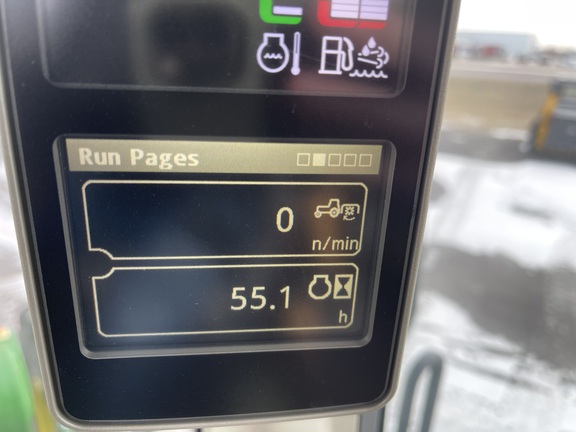 Run Pages
0
n/min
55.1
h